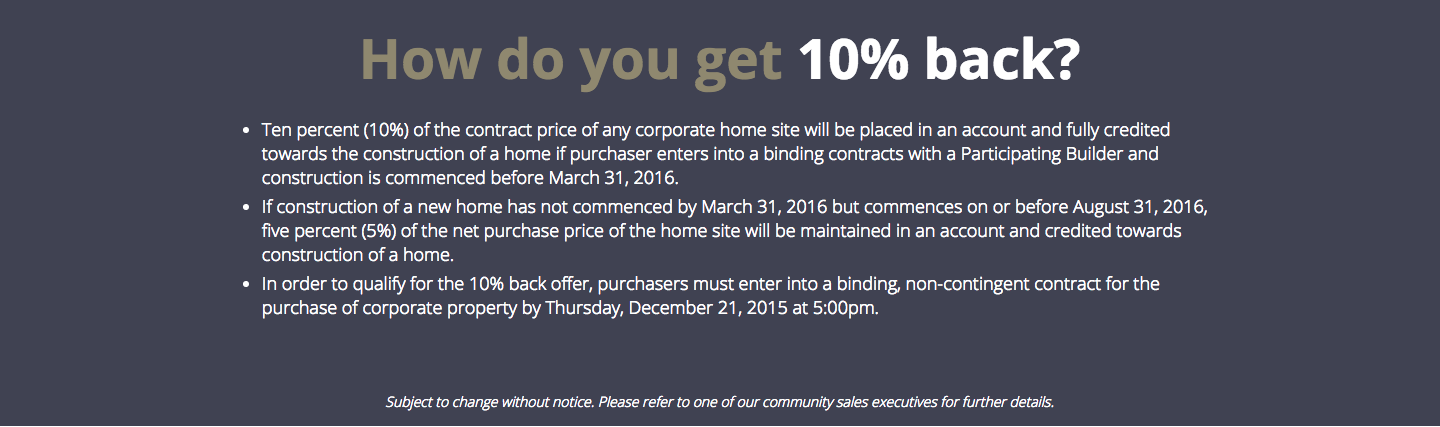 How do you get 10% back?
• Ten percent (10%) of the contract price of any corporate home site will be placed in an account and fully credited
towards the construction of a home if purchaser enters into a binding contracts with a Participating Builder and
construction is commenced before March 31, 2016.
• If construction of a new home has not commenced by March 31, 2016 but commences on or before August 31, 2016,
five percent (5%) of the net purchase price of the home site will be maintained in an account and credited towards
construction of a home.
• In order to qualify for the 10% back offer, purchasers must enter into a binding, non-contingent contract for the
purchase of corporate property by Thursday, December 21, 2015 at 5:00pm.
Subject to change without notice. Please refer to one of our community sales executives for further details.